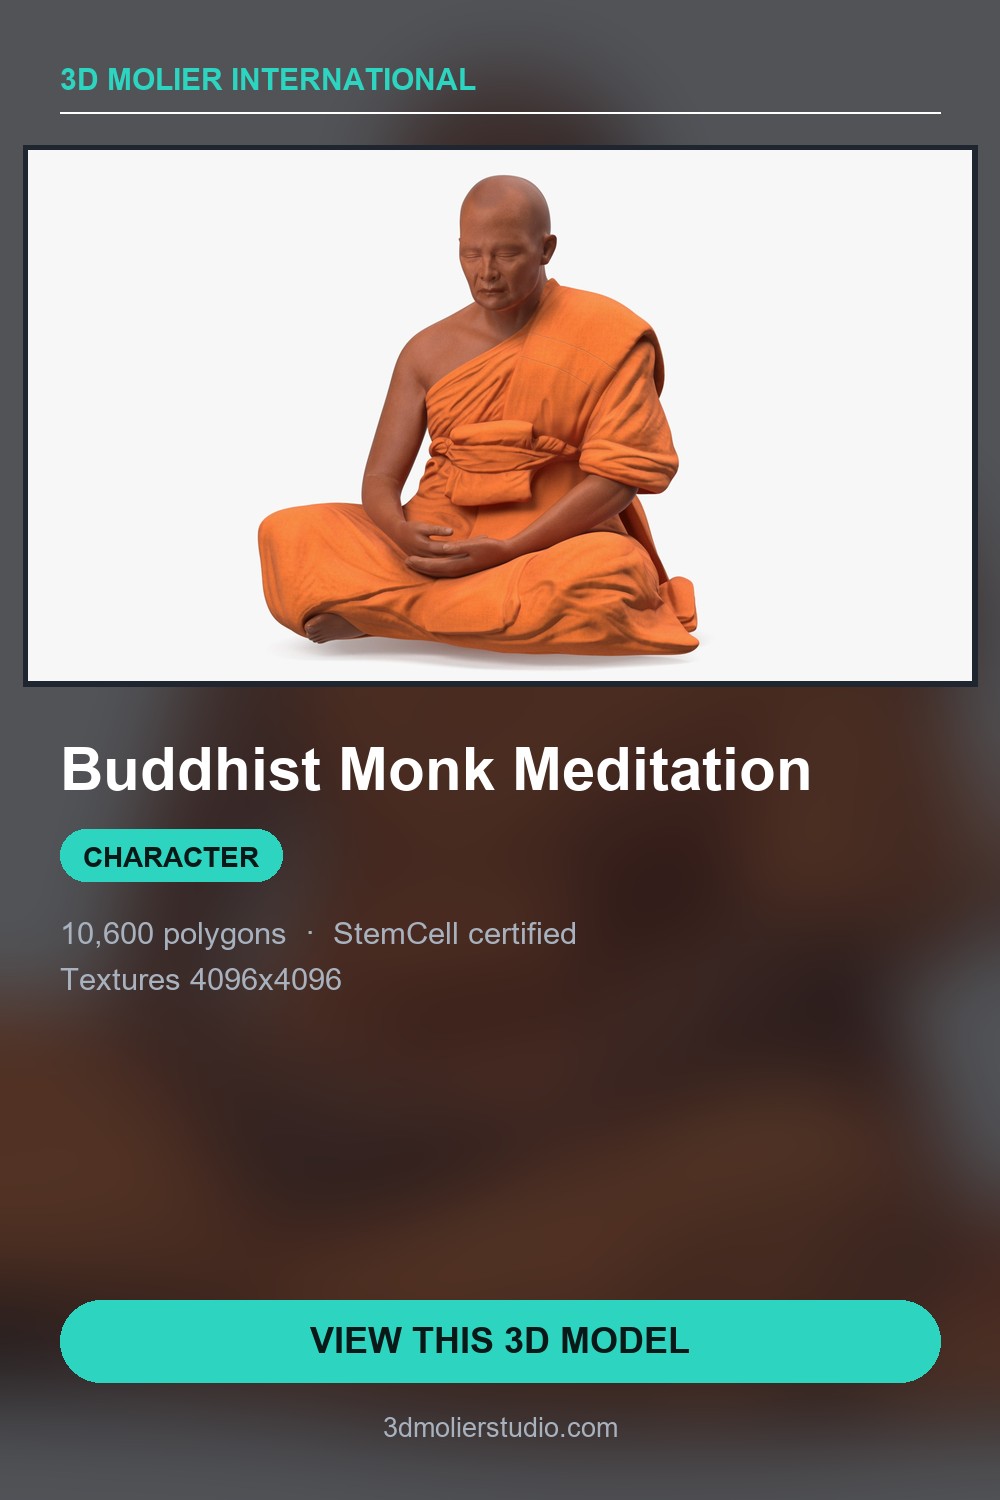 3D MOLIER INTERNATIONAL
Buddhist Monk Meditation
CHARACTER
10,600 polygons · StemCell certified
Textures 4096x4096
VIEW THIS 3D MODEL
3dmolierstudio.com